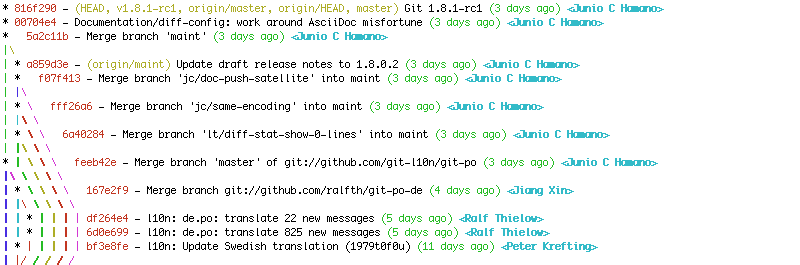 * 816f290 - (HEAD, v1.8.1-rc1, origin/master, origin/HEAD, master) Git 1.8.1-rc1 (3 days ago) <Junio C Hamano>
* 00704e4 - Documentation/diff-config: work around AsciiDoc misfortune (3 days ago) <Junio C Hamano>
* 5a2c11b - Merge branch 'maint' (3 days ago) <Junio C Hamano>
* a859d3e - (origin/maint) Update draft release notes to 1.8.0.2 (3 days ago) <Junio C Hamano>
* f07f413 - Merge branch 'jc/doc-push-satellite' into maint (3 days ago) <Junio C Hamano>
* fff26a6 - Merge branch 'jc/same-encoding' into maint (3 days ago) <Junio C Hamano>
* 6a40284 - Merge branch 'lt/diff-stat-show-0-lines' into maint (3 days ago) <Junio C Hamano>
* feeb42e - Merge branch 'master' of git://github.com/git-l10n/git-po (3 days ago) <Junio C Hamano>
* 167e2f9 - Merge branch git://github.com/ralfth/git-po-de (4 days ago) <Jiang Xin>
* df264e4 - l10n: de.po: translate 22 new messages (5 days ago) <Ralf Thielow>
* 6d0e699 - l10n: de.po: translate 825 new messages (5 days ago) <Ralf Thielow>
* bf3e8fe - l10n: Update Swedish translation (1979t0f0u) (11 days ago) <Peter Krefting>